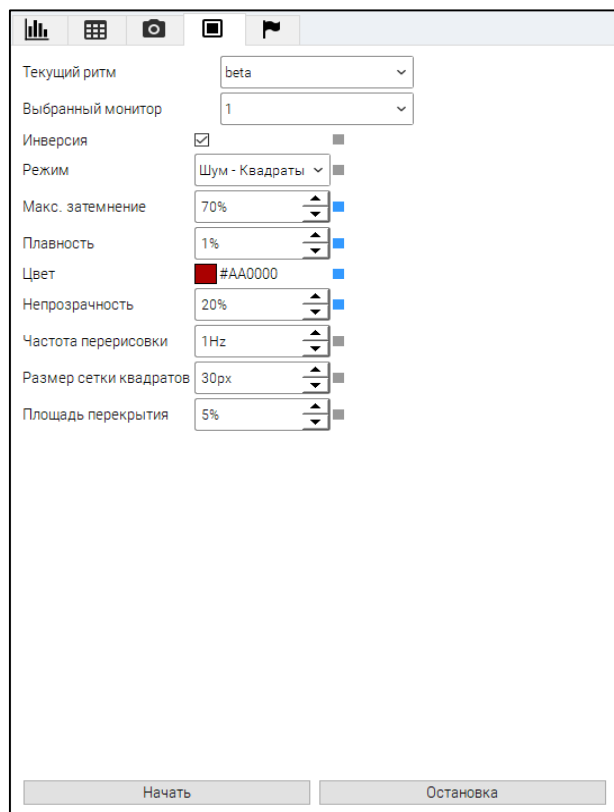 Текущий ритм beta
Выбранный монитор 1
Инверсия
Режим Шум - Квадраты
Макс. затемнение 70%
Плавность 1%
Цвет #AA0000
Непрозрачность 20%
Частота перерисовки 1Hz
Размер сетки квадратов 30px
Площадь перекрытия 5%
Начать Остановка